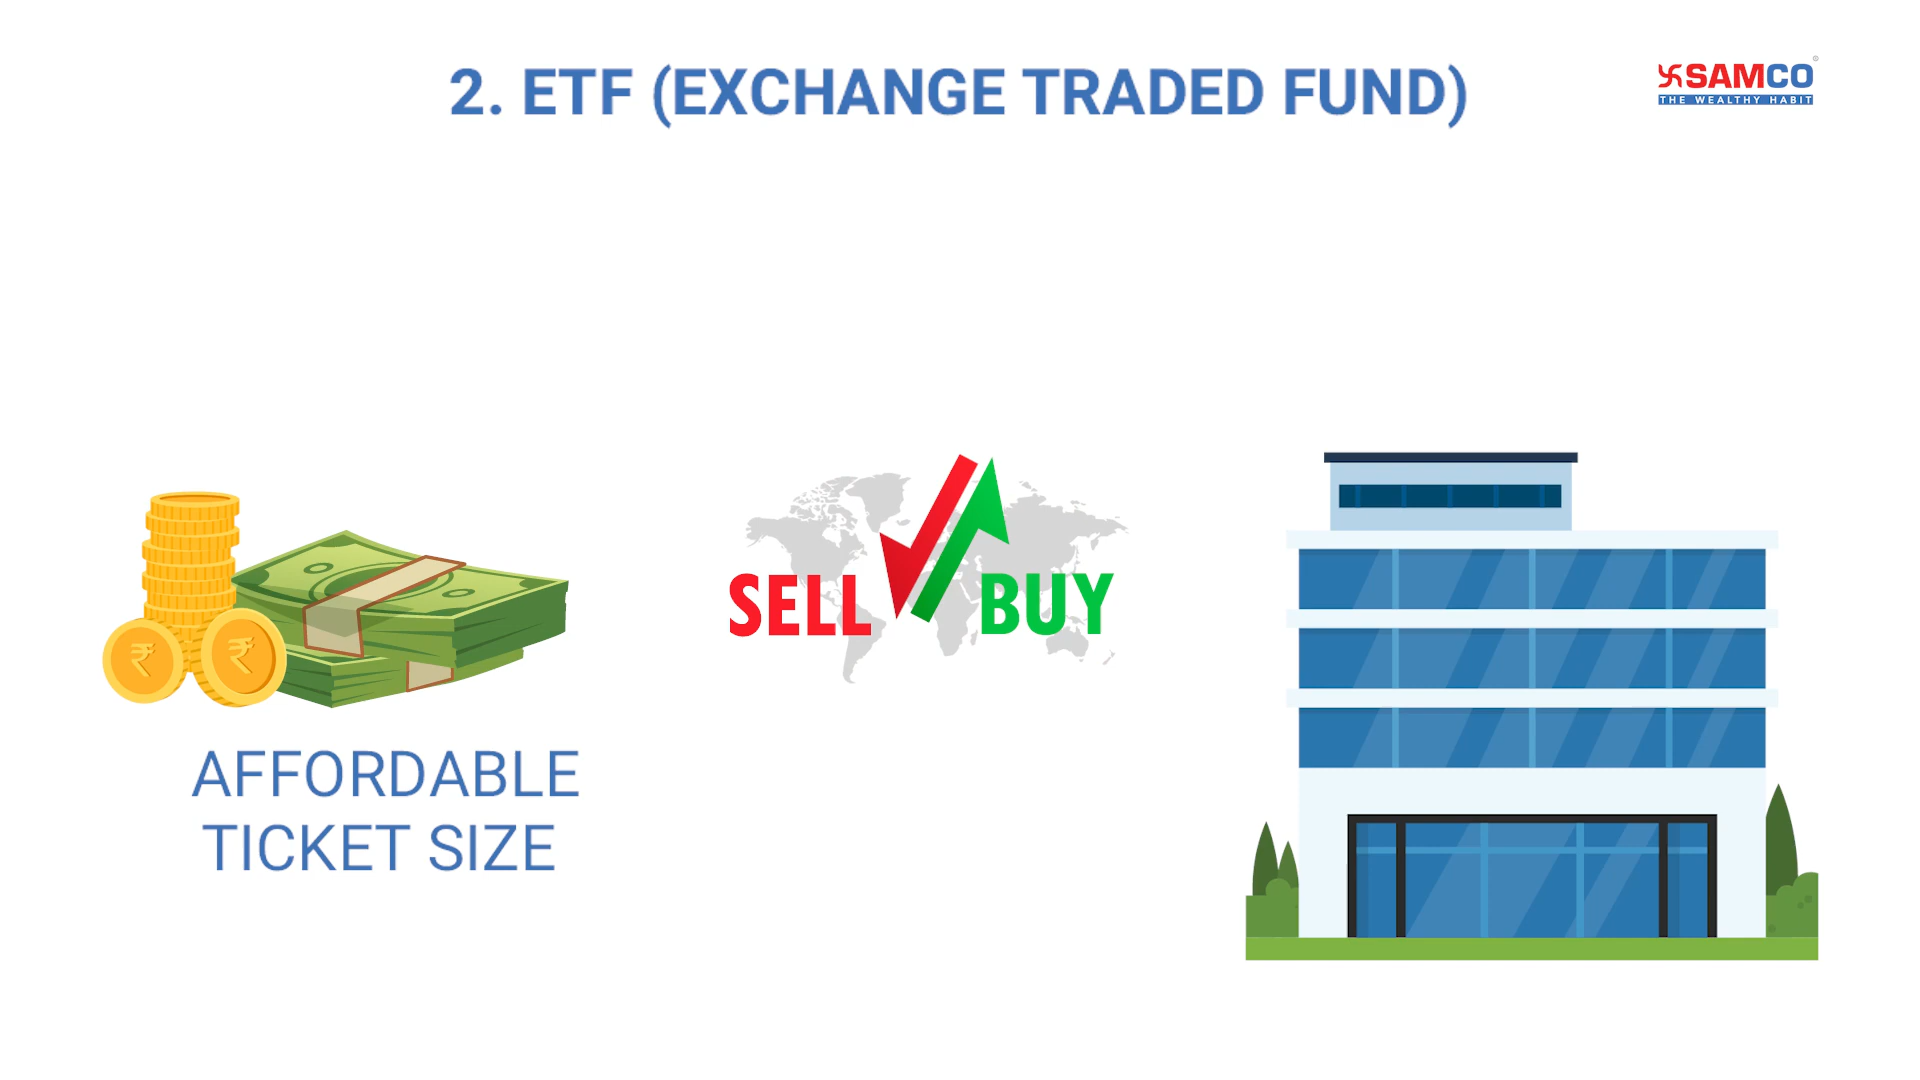 2. ETF (EXCHANGE TRADED FUND)
SAMCO
THE WEALTHY HABIT
SELL BUY
₹ ₹
AFFORDABLE
TICKET SIZE